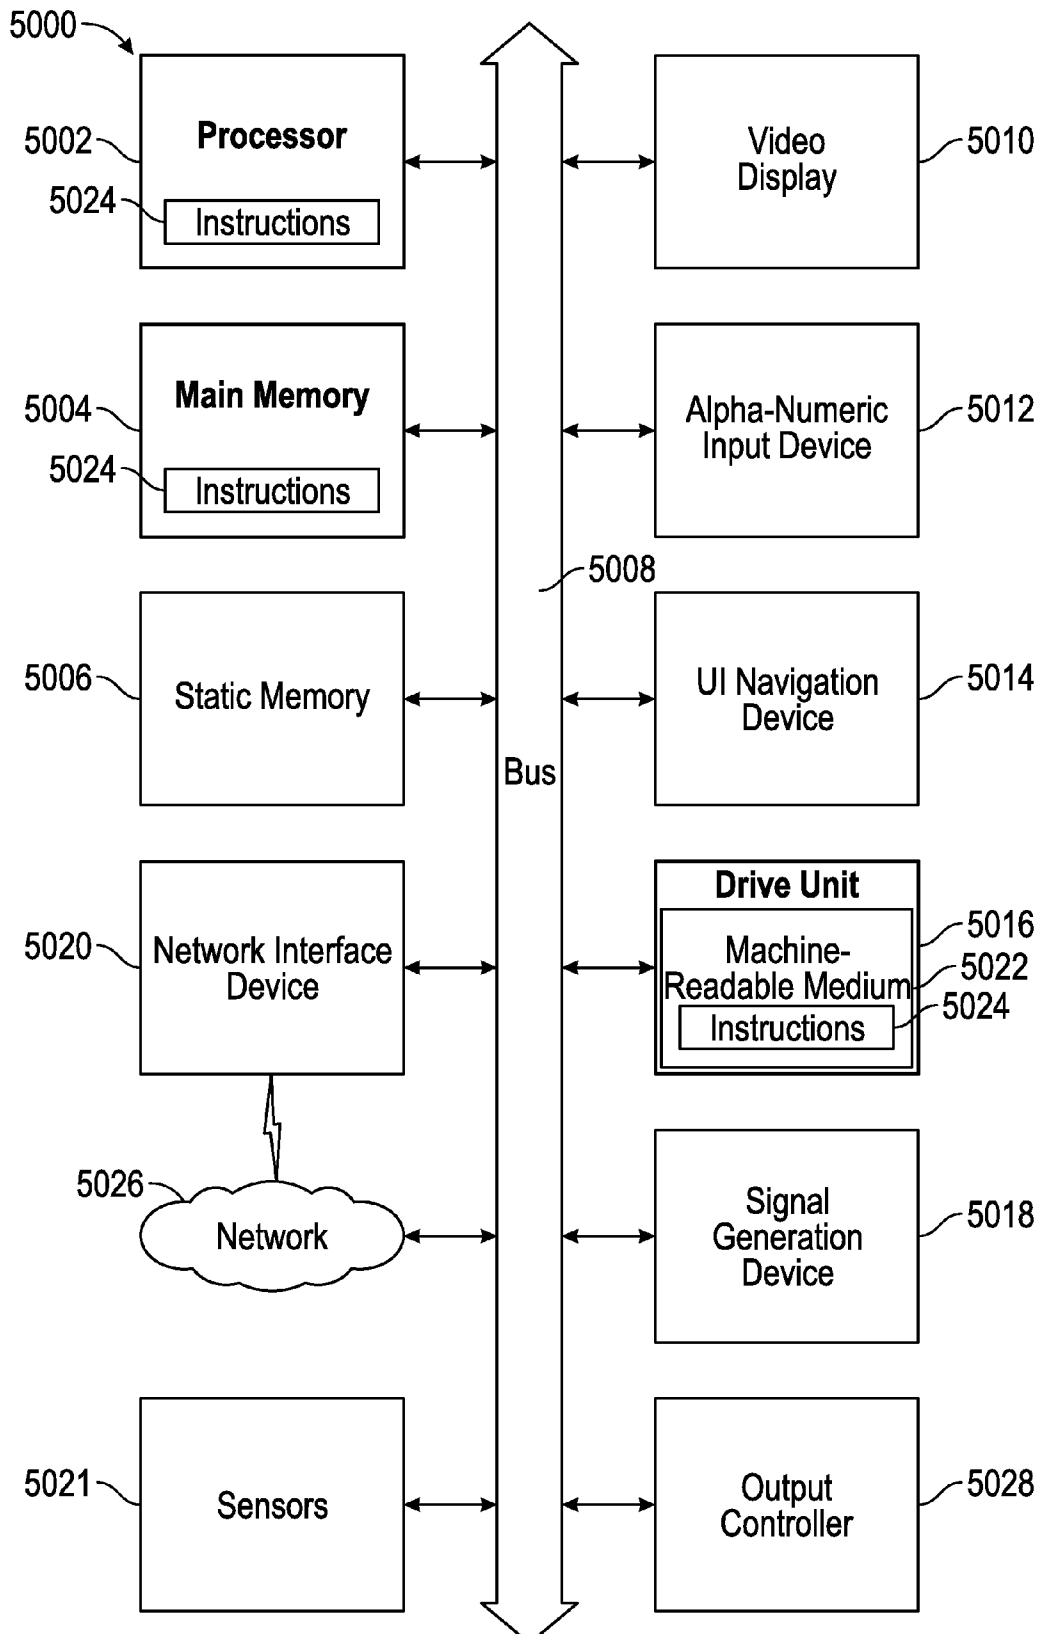 5000
5002
Processor
5024
Instructions
Video
Display
5010
5004
Main Memory
5024
Instructions
Alpha-Numeric
Input Device
5012
5008
5006
Static Memory
UI Navigation
Device
5014
Bus
5020
Network Interface
Device
Drive Unit
5016
Machine-
Readable Medium
5022
Instructions
5024
5026
Network
Signal
Generation
Device
5018
5021
Sensors
Output
Controller
5028